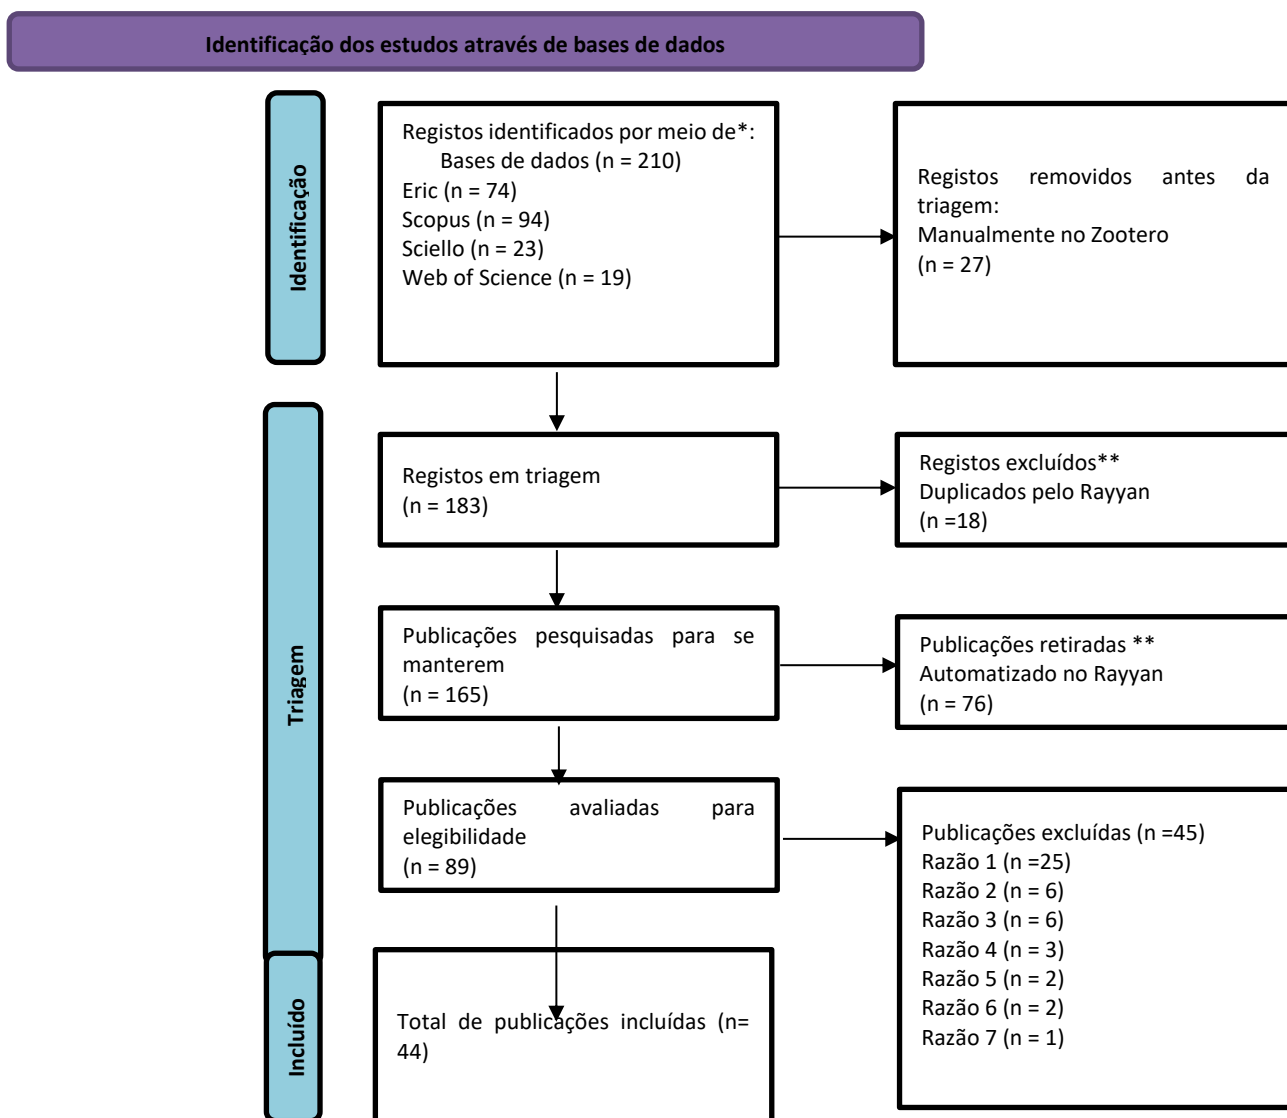 Identificação dos estudos através de bases de dados
Identificação
Registos identificados por meio de*:
Bases de dados (n = 210)
Eric (n = 74)
Scopus (n = 94)
Sciello (n = 23)
Web of Science (n = 19)
Registos removidos antes da
triagem:
Manualmente no Zootero
(n = 27)
Triagem
Registos em triagem
(n = 183)
Registos excluídos**
Duplicados pelo Rayyan
(n =18)
Publicações pesquisadas para se
manterem
(n = 165)
Publicações retiradas **
Automatizado no Rayyan
(n = 76)
Publicações avaliadas para
elegibilidade
(n = 89)
Publicações excluídas (n =45)
Razão 1 (n =25)
Razão 2 (n = 6)
Razão 3 (n = 6)
Razão 4 (n = 3)
Razão 5 (n = 2)
Razão 6 (n = 2)
Razão 7 (n = 1)
Incluído
Total de publicações incluídas (n=
44)